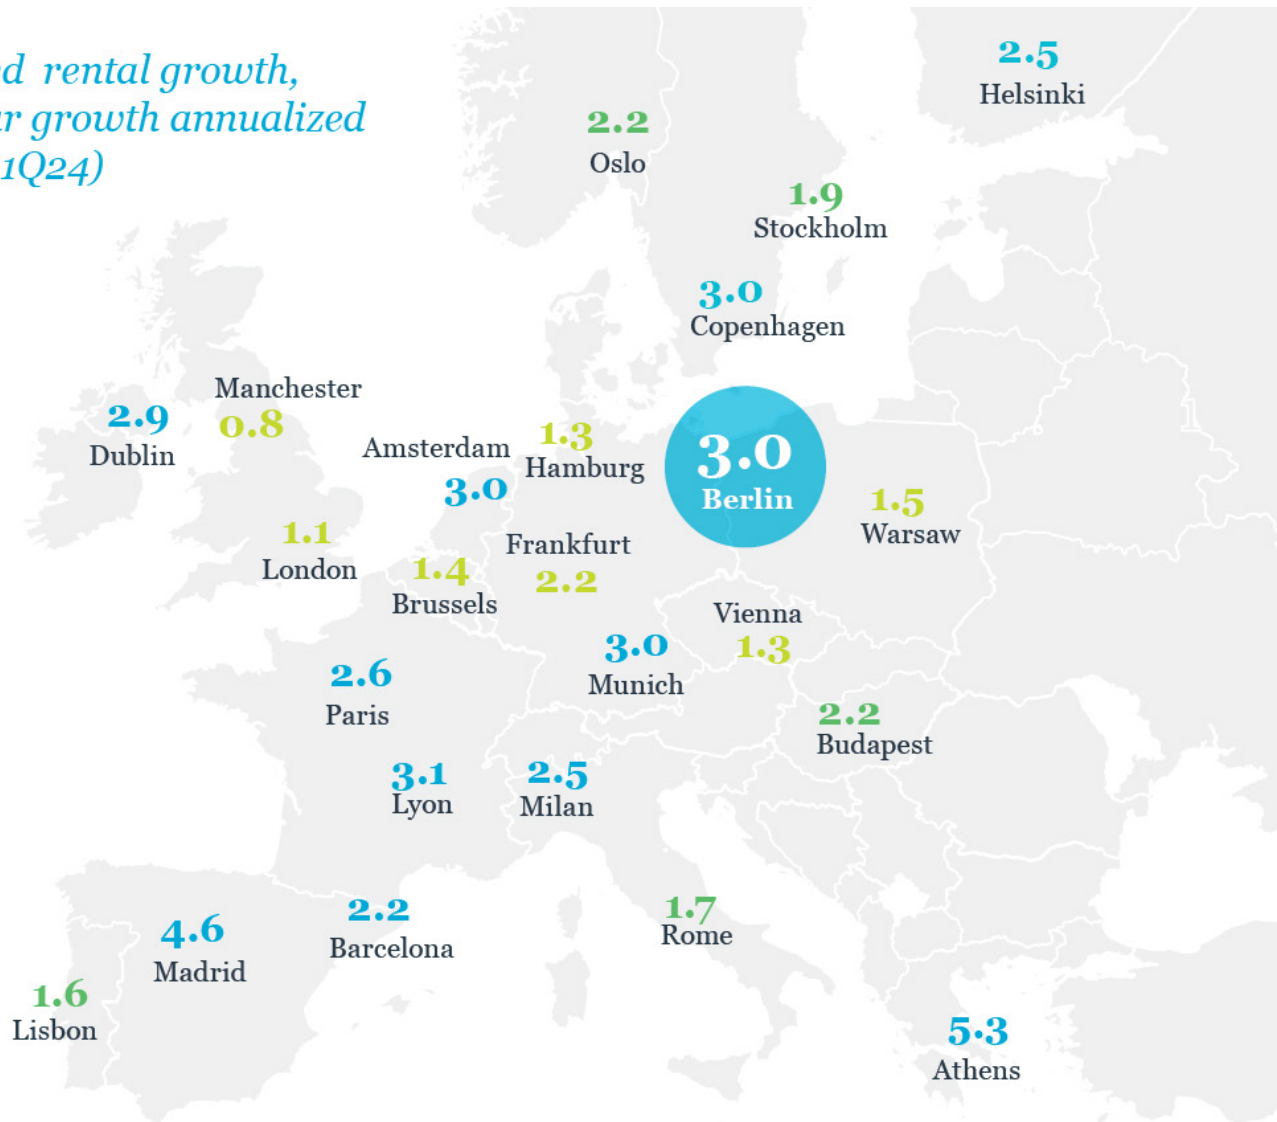 rental growth,
growth annualized
1Q24)
2.5
Helsinki
2.2
Oslo
1.9
Stockholm
3.0
Copenhagen
Manchester
0.8
2.9
Dublin
Amsterdam
3.0
1.3
Hamburg
3.0
Berlin
1.5
Warsaw
1.1
London
1.4
Brussels
Frankfurt
2.2
Vienna
1.3
3.0
Munich
2.6
Paris
2.2
Budapest
3.1
Lyon
2.5
Milan
4.6
Madrid
2.2
Barcelona
1.7
Rome
1.6
Lisbon
5.3
Athens